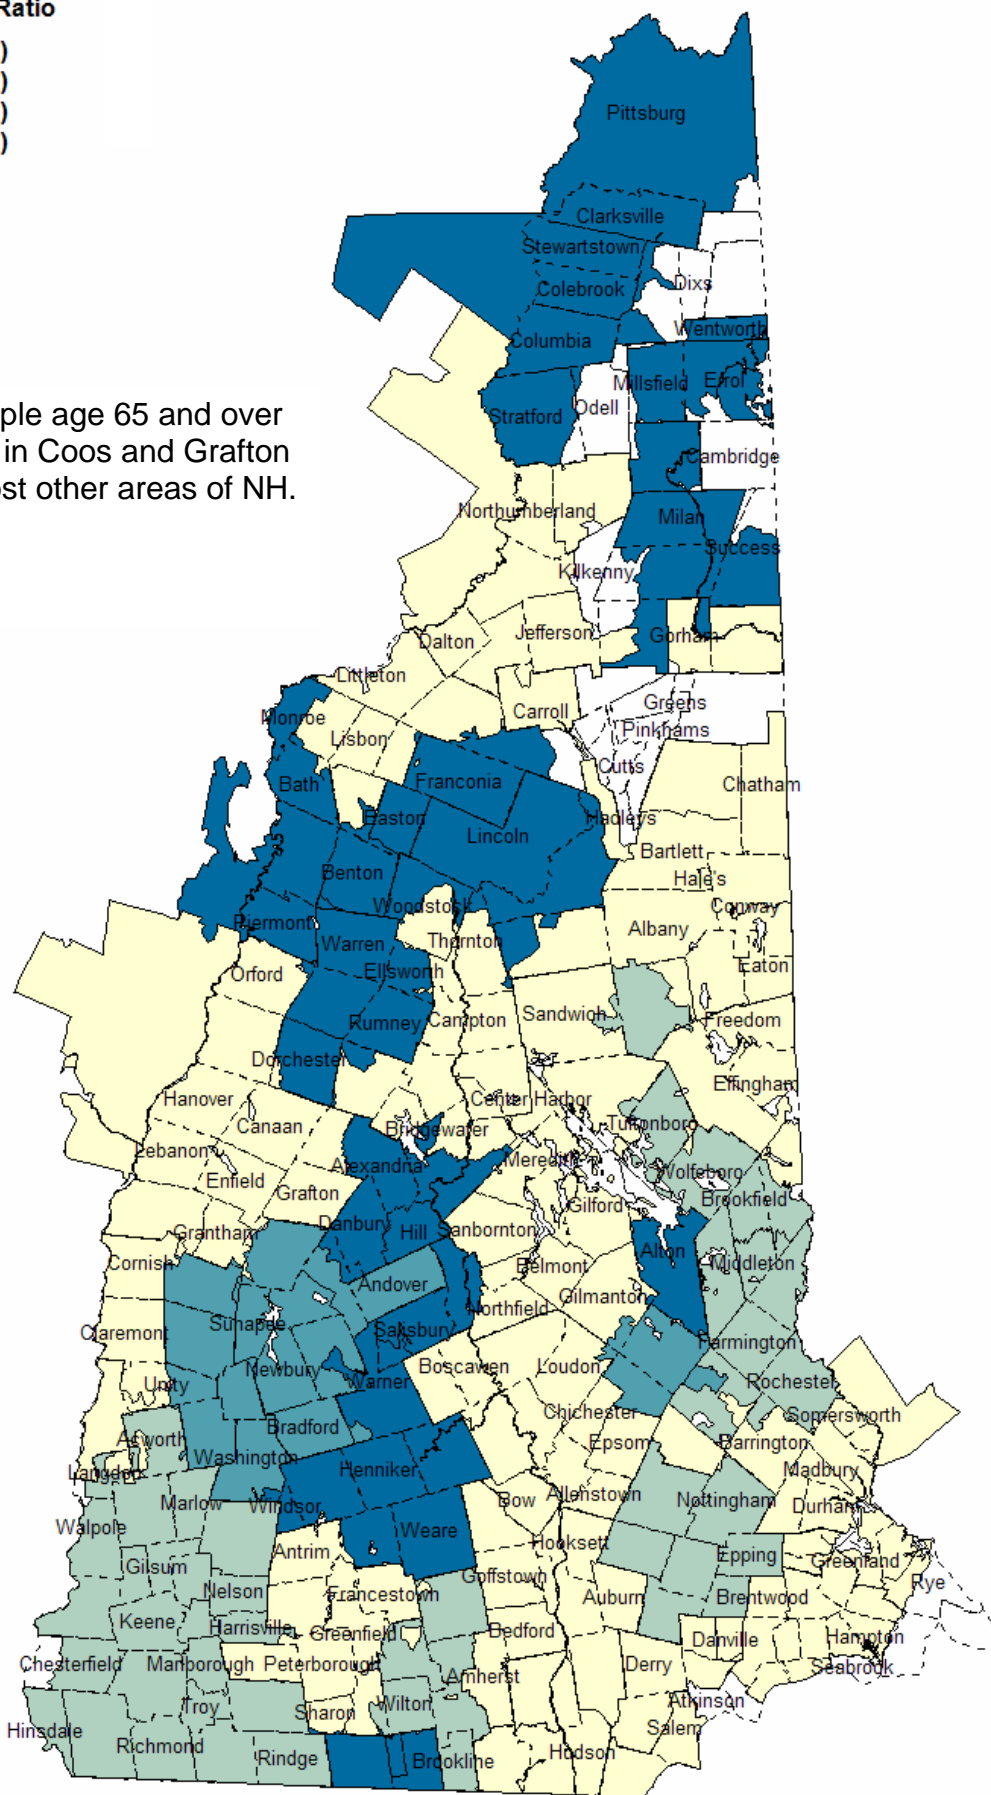 Ratio
)
)
)
)
Pittsburg
Clarksville
Stewartstown
Dixs
Colebrook
Wentworth
Columbia
Millsfield
Errol
ple age 65 and over
Odell
Stratford
in Coos and Grafton
Cambridge
ost other areas of NH.
Northumberland
Milan
Success
Kilkenny
Jefferson
Gorham
Dalton
Littleton
Greens
Carroll
Monroe
Pinkhams
Lisbon
Cutts
Franconia
Bath
Chatham
Easton
Hadleys
Lincoln
Bartlett
Benton
Hale's
Woodstock
Conway
Piermont
Albany
Warren
Thornton
Eaton
Ellsworth
Orford
Sandwich
Rumney
Campton
Freedom
Dorchester
Effingham
Hanover
Center Harbor
Tuftonboro
Canaan
Bridgewater
Lebanon
Meredith
Alexandria
Wolfeboro
Enfield
Grafton
Brookfield
Gilford
Danbury
Grantham
Hill
Sanbornton
Alton
Cornish
Belmont
Middleton
Andover
Gilmanton
Northfield
Sunapee
Claremont
Salisbury
Farmington
Newbury
Boscawen
Loudon
Unity
Warner
Rochester
Chichester
Somersworth
Bradford
Acworth
Epsom
Barrington
Washington
Henniker
Madbury
Langdon
Allenstown
Bow
Nottingham
Marlow
Windsor
Durham
Walpole
Weare
Hooksett
Antrim
Epping
Greenland
Gilsum
Goffstown
Rye
Nelson
Francestown
Auburn
Brentwood
Keene
Harrisville
Greenfield
Bedford
Danville
Hampton
Chesterfield
Marlborough
Peterborough
Derry
Seabrook
Amherst
Atkinson
Troy
Wilton
Sharon
Salem
Hinsdale
Richmond
Hudson
Rindge
Brookline